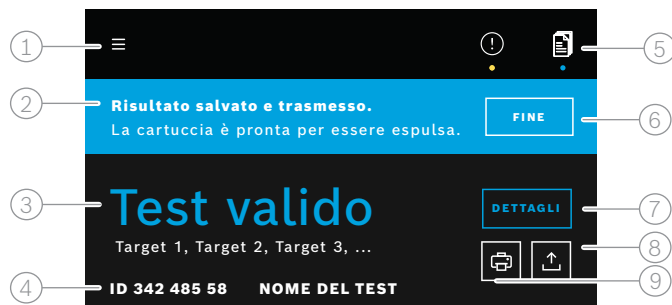 1
5
2
Risultato salvato e trasmesso.
La cartuccia è pronta per essere espulsa.
FINE
6
3
Test valido
DETTAGLI
7
Target 1, Target 2, Target 3, ...
8
4
ID 342 485 58 NOME DEL TEST
9